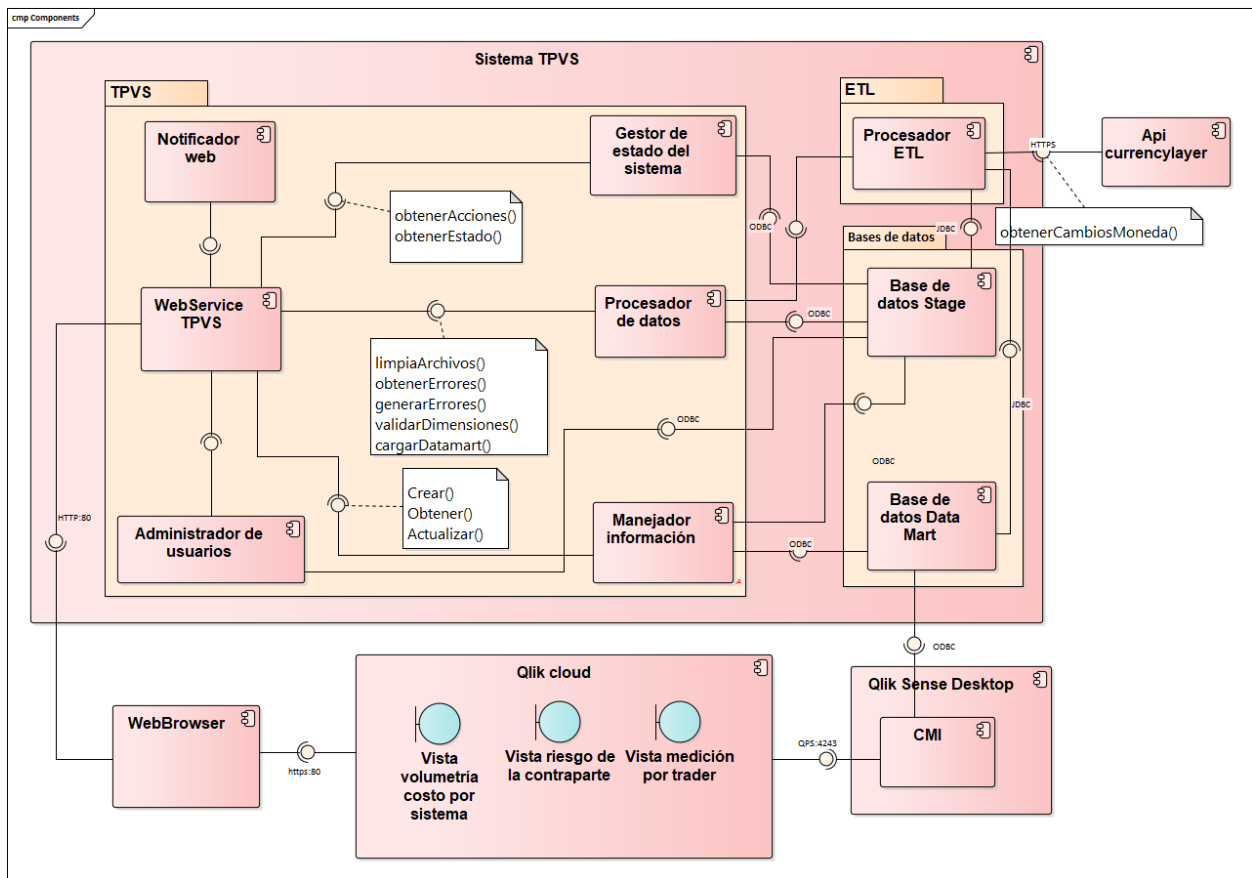 cmp Components
Sistema TPVS
TPVS
ETL
Notificador
web
Gestor de
estado del
sistema
Procesador
ETL
HTTPS
Api
currencylayer
obtenerAcciones()
obtenerEstado()
ODBC
JDBC
obtenerCambiosMoneda()
Bases de datos
WebService
TPVS
Procesador
de datos
ODBC
Base de
datos Stage
limpiaArchivos()
obtenerErrores()
generarErrores()
validarDimensiones()
cargarDatamart()
JDBC
ODBC
ODBC
Crear()
Obtener()
Actualizar()
HTTP:80
Administrador de
usuarios
Manejador
información
A
ODBC
Base de
datos Data
Mart
ODBC
Qlik cloud
Qlik Sense Desktop
WebBrowser
https:80
Vista
volumetría
costo por
sistema
Vista riesgo de
la contraparte
Vista medición
por trader
QPS:4243
CMI